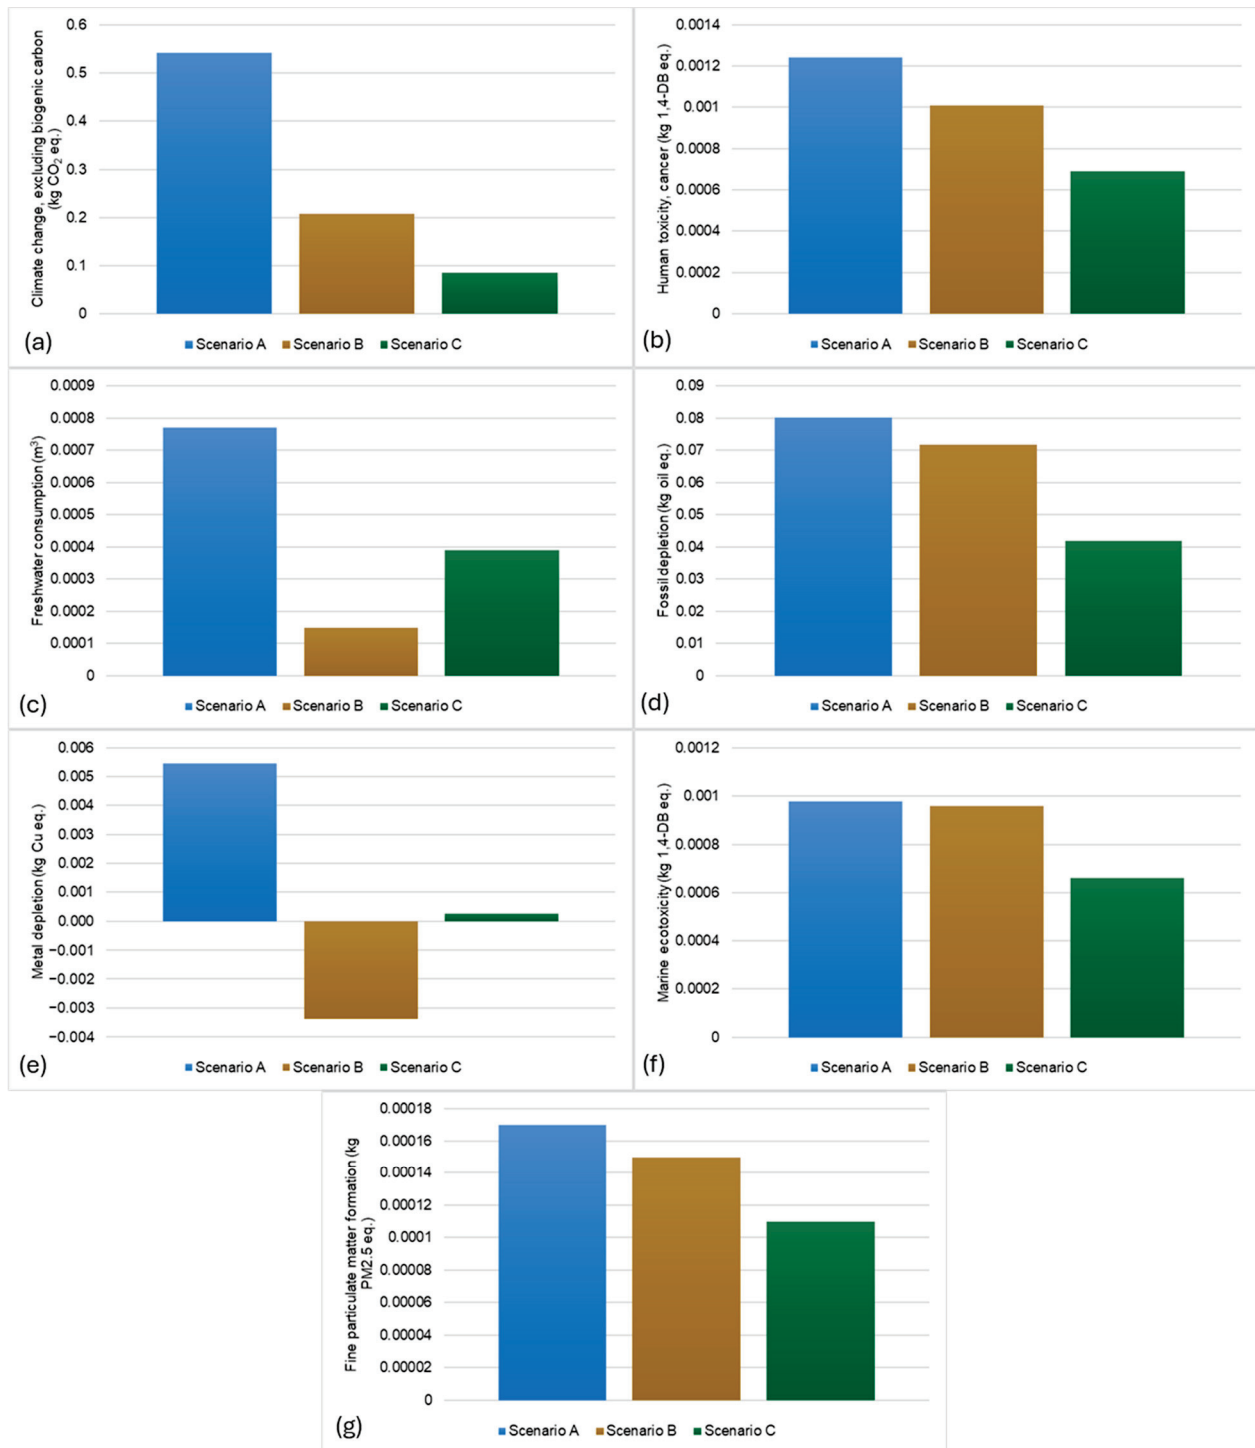 Climate change, excluding biogenic carbon
(kg CO₂ eq.)
0.6
0.5
0.4
0.3
0.2
0.1
0
(a)
Scenario A Scenario B Scenario C
Human toxicity, cancer (kg 1,4-DB eq.)
0.0014
0.0012
0.001
0.0008
0.0006
0.0004
0.0002
0
(b)
Scenario A Scenario B Scenario C
Freshwater consumption (m³)
0.0009
0.0008
0.0007
0.0006
0.0005
0.0004
0.0003
0.0002
0.0001
0
(c)
Scenario A Scenario B Scenario C
Fossil depletion (kg oil eq.)
0.09
0.08
0.07
0.06
0.05
0.04
0.03
0.02
0.01
0
(d)
Scenario A Scenario B Scenario C
Metal depletion (kg Cu eq.)
0.006
0.005
0.004
0.003
0.002
0.001
0.000
−0.001
−0.002
−0.003
−0.004
(e)
Scenario A Scenario B Scenario C
Marine ecotoxicity (kg 1,4-DB eq.)
0.0012
0.001
0.0008
0.0006
0.0004
0.0002
0
(f)
Scenario A Scenario B Scenario C
Fine particulate matter formation (kg
PM2.5 eq.)
0.00018
0.00016
0.00014
0.00012
0.0001
0.00008
0.00006
0.00004
0.00002
0
(g)
Scenario A Scenario B Scenario C